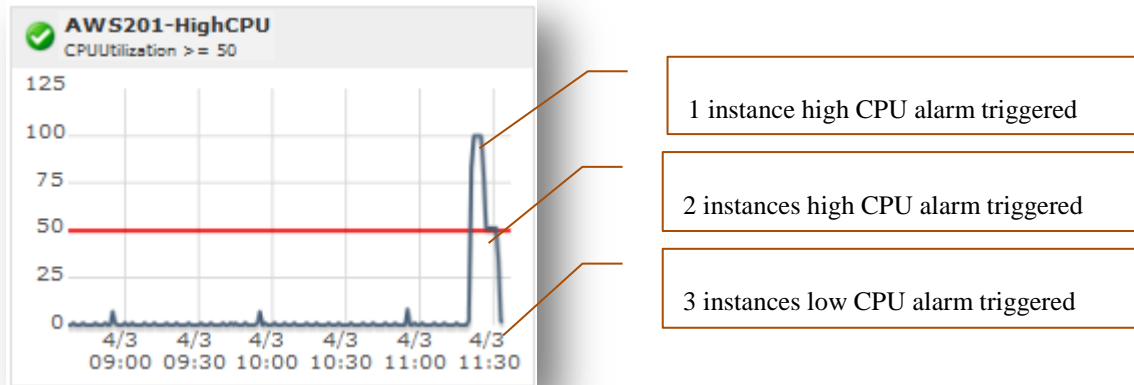 AWS201-HighCPU
CPUUtilization >= 50
125
100
75
50
25
0
4/3 4/3 4/3 4/3 4/3 4/3
09:00 09:30 10:00 10:30 11:00 11:30
1 instance high CPU alarm triggered
2 instances high CPU alarm triggered
3 instances low CPU alarm triggered